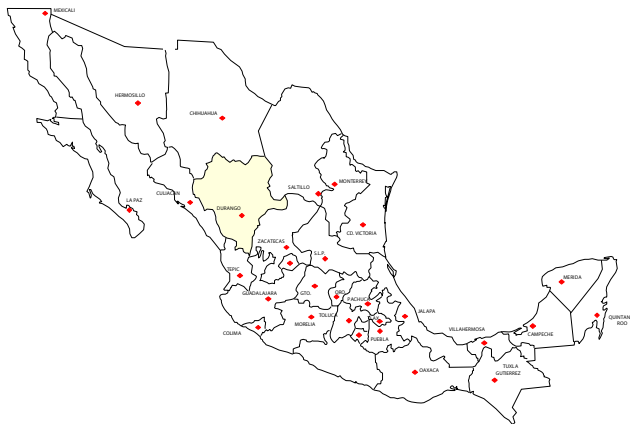 MEXICALI
HERMOSILLO
CHIHUAHUA
LA PAZ
CULIACAN
DURANGO
SALTILLO
MONTERREY
CD. VICTORIA
ZACATECAS
S.L.P.
TEPIC
GUADALAJARA
GTO.
QRO.
PACHUCA
COLIMA
MORELIA
TOLUCA
PUEBLA
JALAPA
OAXACA
VILLAHERMOSA
TUXLA
GUTIERREZ
CAMPECHE
MERIDA
QUINTAN
ROO